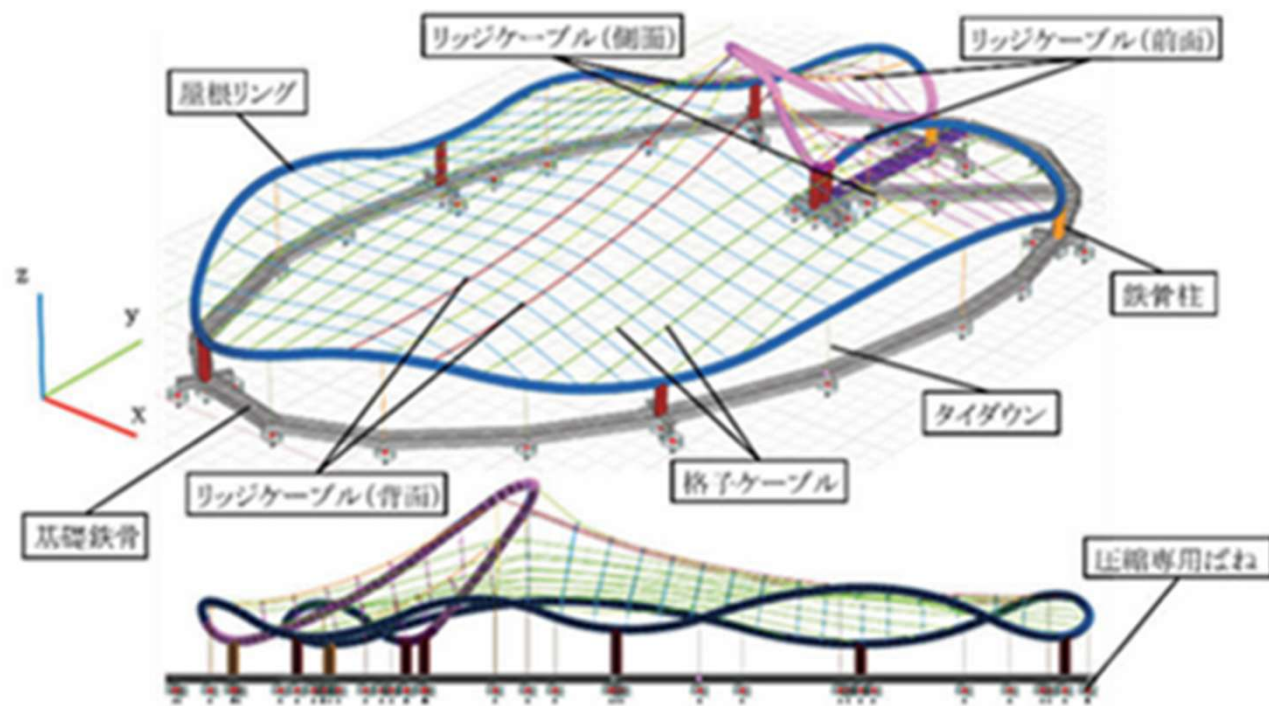 リッジケーブル(側面)
リッジケーブル(前面)
屋根リング
z
y
x
鉄骨柱
タイダウン
格子ケーブル
リッジケーブル(背面)
基礎鉄骨
圧縮専用ばね